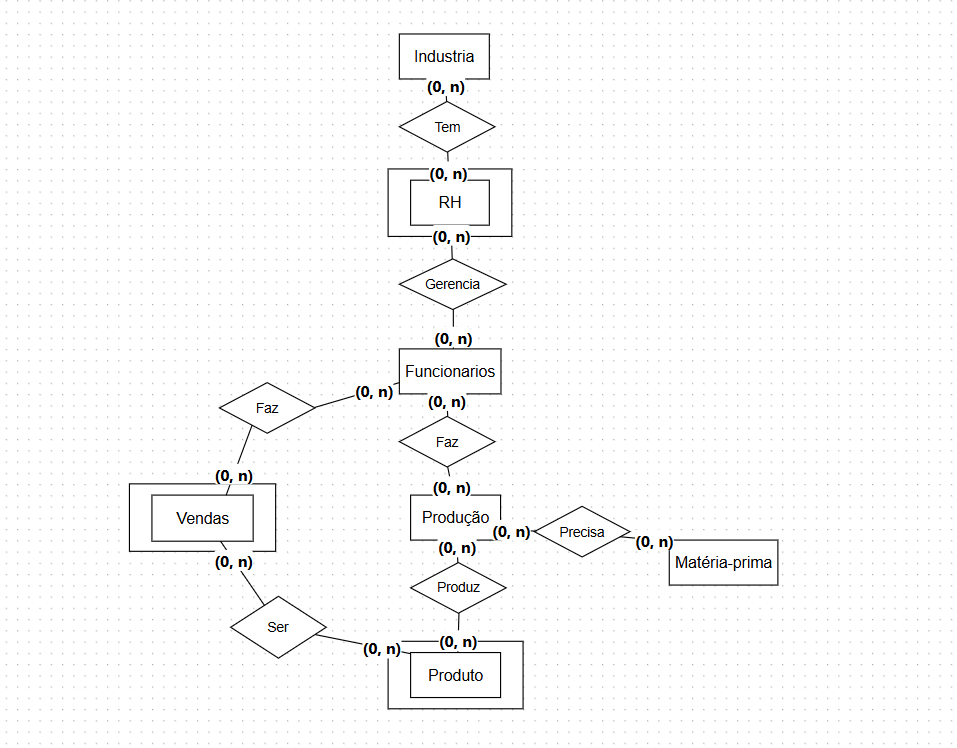 Industria
(0, n)
Tem
(0, n)
RH
(0, n)
Gerencia
(0, n)
Funcionarios
(0, n)
(0, n)
Faz
Faz
(0, n)
(0, n)
Vendas
Produção
(0, n)
Precisa
(0, n)
(0, n)
Matéria-prima
(0, n)
Produz
Ser
(0, n)
(0, n)
Produto